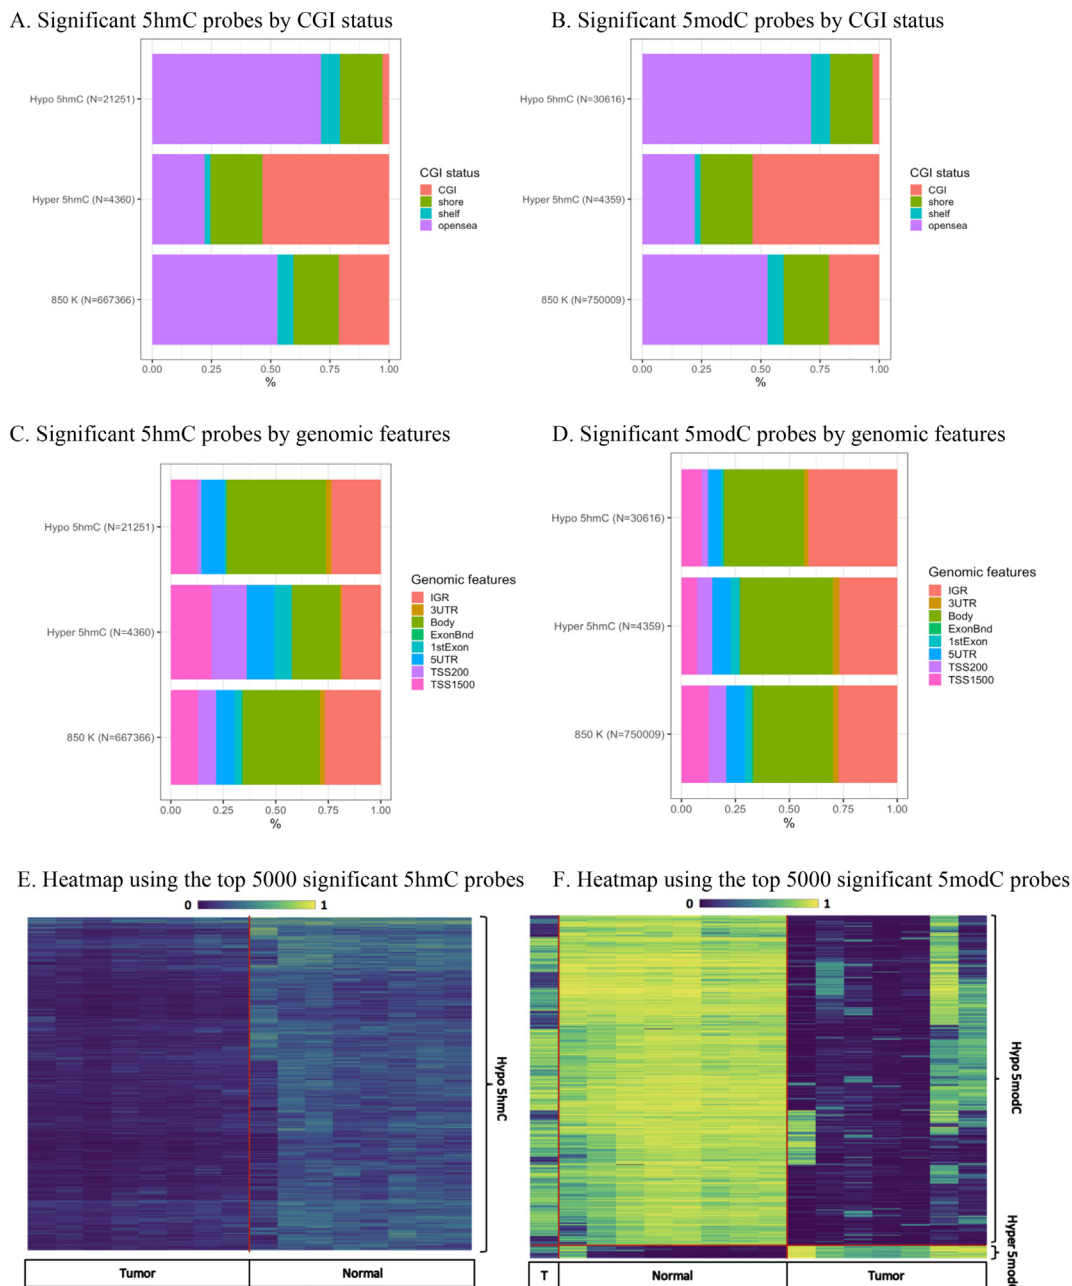 A. Significant 5hmC probes by CGI status
Hypo 5hmC (N=21251)
Hyper 5hmC (N=4360)
850 K (N=667366)
0.00 0.25 0.50 0.75 1.00
%
CGI status
CGI
shore
shelf
opensea
B. Significant 5modC probes by CGI status
Hypo 5hmC (N=30616)
Hyper 5hmC (N=4359)
850 K (N=750009)
0.00 0.25 0.50 0.75 1.00
%
CGI status
CGI
shore
shelf
opensea
C. Significant 5hmC probes by genomic features
Hypo 5hmC (N=21251)
Hyper 5hmC (N=4360)
850 K (N=667366)
0.00 0.25 0.50 0.75 1.00
%
Genomic features
IGR
3UTR
Body
ExonBnd
1stExon
5UTR
TSS200
TSS1500
D. Significant 5modC probes by genomic features
Hypo 5hmC (N=30616)
Hyper 5hmC (N=4359)
850 K (N=750009)
0.00 0.25 0.50 0.75 1.00
%
Genomic features
IGR
3UTR
Body
ExonBnd
1stExon
5UTR
TSS200
TSS1500
E. Heatmap using the top 5000 significant 5hmC probes
0 1
Hypo 5hmC
Tumor Normal
F. Heatmap using the top 5000 significant 5modC probes
0 1
Hypo 5modC
Hyper 5mod
T Normal Tumor